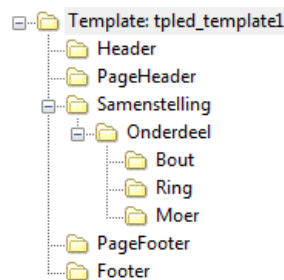 Template: tpled_template1
Header
PageHeader
Samenstelling
Onderdeel
Bout
Ring
Moer
PageFooter
Footer